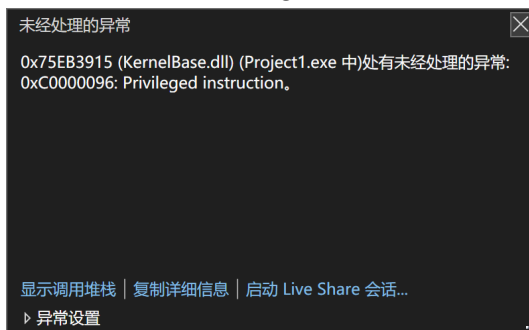 未经处理的异常
0x75EB3915 (KernelBase.dll) (Project1.exe 中)处有未经处理的异常:
0xC0000096: Privileged instruction。
显示调用堆栈 | 复制详细信息 | 启动 Live Share 会话...
异常设置